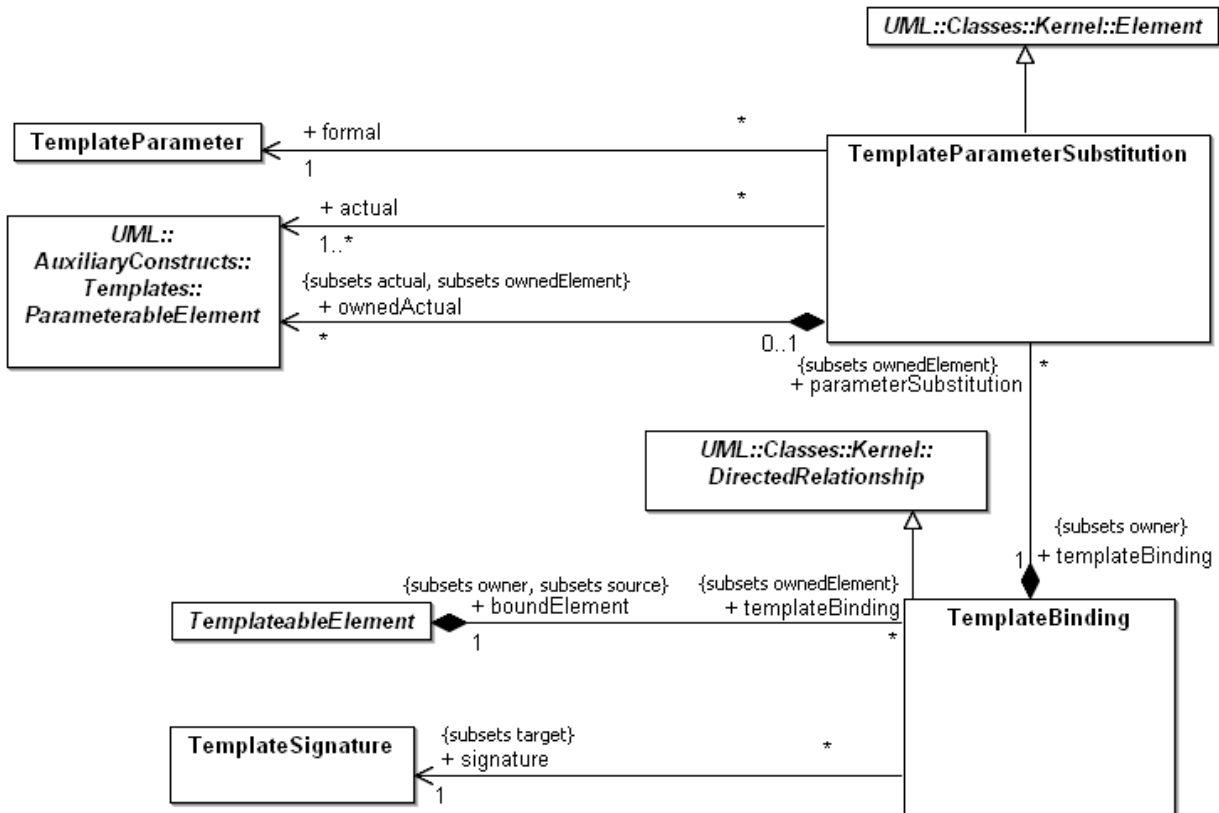 UML::Classes::Kernel::Element
+ formal
*
TemplateParameter
1
TemplateParameterSubstitution
+ actual
*
UML::
AuxiliaryConstructs::
Templates::
ParameterableElement
1..*
{subsets actual, subsets ownedElement}
+ ownedActual
*
0..1
{subsets ownedElement}
+ parameterSubstitution
*
UML::Classes::Kernel::
DirectedRelationship
{subsets owner}
1
+ templateBinding
{subsets owner, subsets source}
+ boundElement
{subsets ownedElement}
+ templateBinding
TemplateableElement
1
*
TemplateBinding
TemplateSignature
{subsets target}
+ signature
*
1